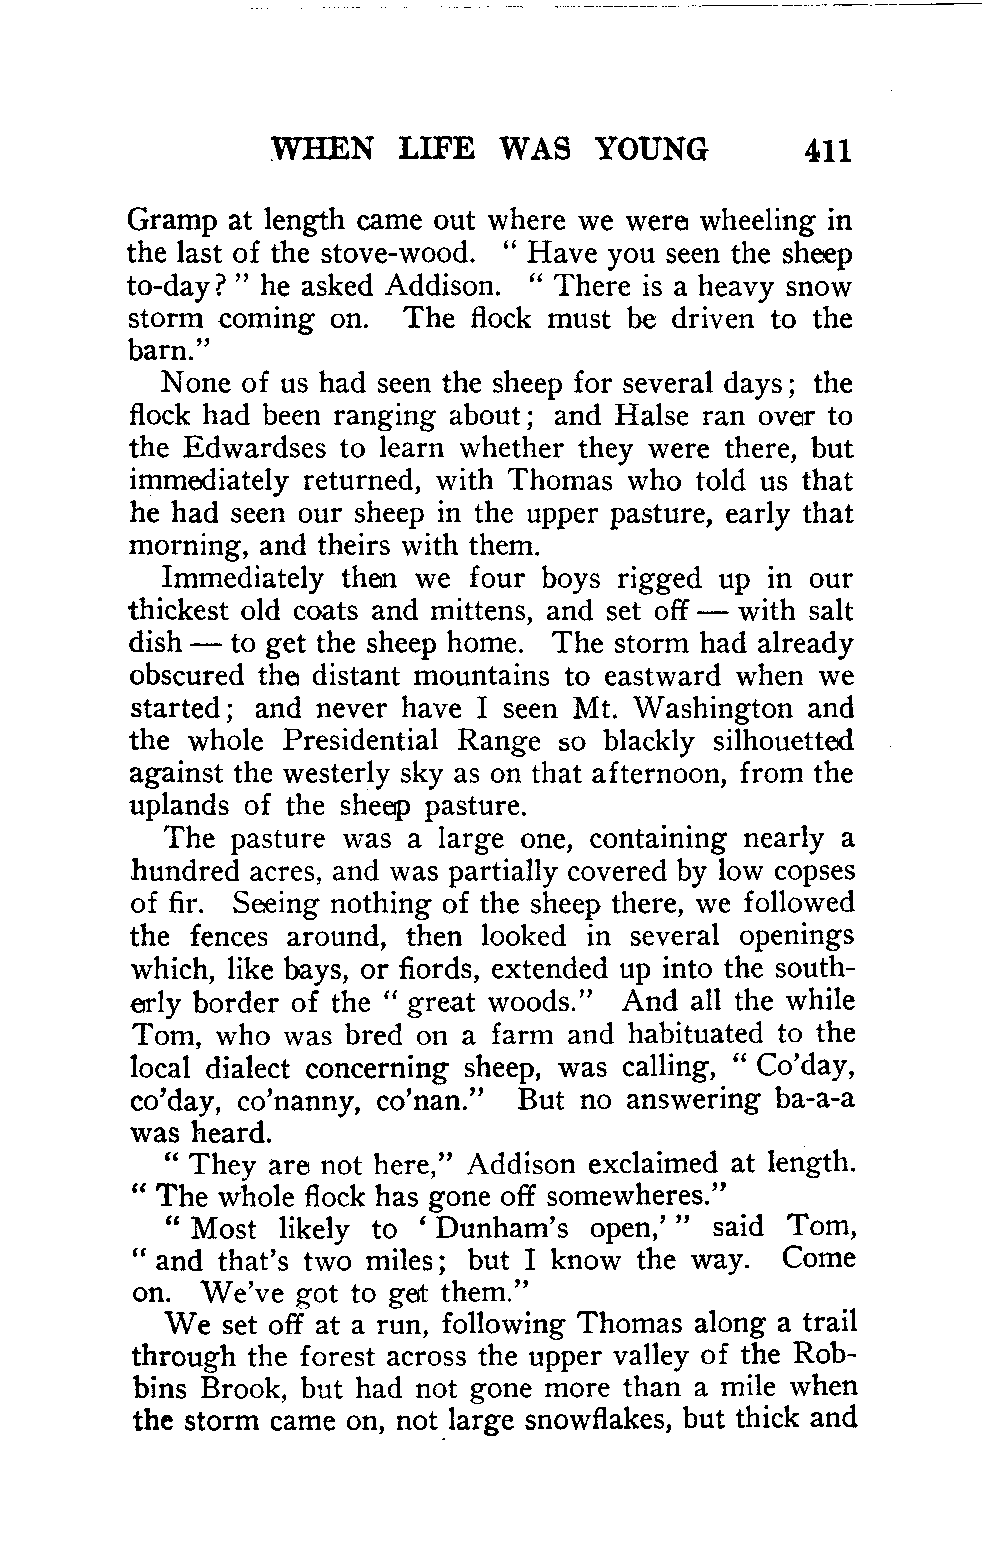 WHEN LIFE WAS YOUNG 411
Gramp at length came out where we were wheeling in
the last of the stove-wood. " Have you seen the sheep
to-day? " he asked Addison. " There is a heavy snow
storm coming on. The flock must be driven to the
barn."
None of us had seen the sheep for several days; the
flock had been ranging about; and Halse ran over to
the Edwardses to learn whether they were there, but
immediately returned, with Thomas who told us that
he had seen our sheep in the upper pasture, early that
morning, and theirs with them.
Immediately then we four boys rigged up in our
thickest old coats and mittens, and set off — with salt
dish — to get the sheep home. The storm had already
obscured the distant mountains to eastward when we
started; and never have I seen Mt. Washington and
the whole Presidential Range so blackly silhouetted
against the westerly sky as on that afternoon, from the
uplands of the sheep pasture.
The pasture was a large one, containing nearly a
hundred acres, and was partially covered by low copses
of fir. Seeing nothing of the sheep there, we followed
the fences around, then looked in several openings
which, like bays, or fiords, extended up into the south-
erly border of the " great woods." And all the while
Tom, who was bred on a farm and habituated to the
local dialect concerning sheep, was calling, " Co'day,
co'day, co'nanny, co'nan." But no answering ba-a-a
was heard.
" They are not here," Addison exclaimed at length.
" The whole flock has gone off somewheres."
" Most likely to ' Dunham's open,' " said Tom,
" and that's two miles; but I know the way. Come
on. We've got to get them."
We set off at a run, following Thomas along a trail
through the forest across the upper valley of the Rob-
bins Brook, but had not gone more than a mile when
the storm came on, not large snowflakes, but thick and